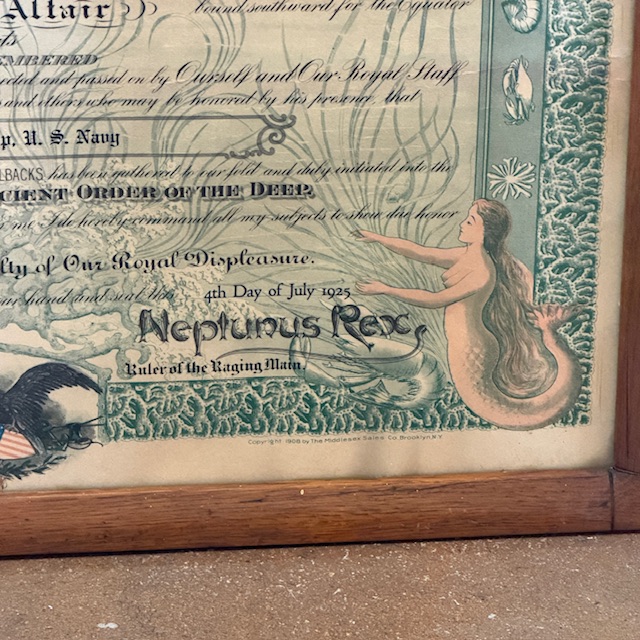 Altair bound southward for the Equator
EMBERED
ected and passed on by Ourself and Our Royal Staff
and others who may be honored by his presence, that
p, U. S. Navy
LBACKS has been gathered to our fold and duly initiated into the
CIENT ORDER OF THE DEEP,
me I do hereby command all my subjects to show due honor
lty of Our Royal Displeasure.
our hand and seal this 4th Day of July 1925
Neptunus Rex,
Ruler of the Raging Main.
Copyright 1908 by The Middlesex Sales Co. Brooklyn, N.Y.